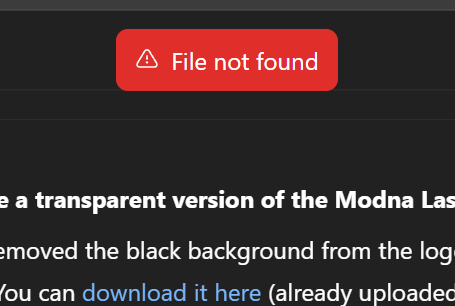 File not found
e a transparent version of the Modna Las
emoved the black background from the log
You can download it here (already uploaded